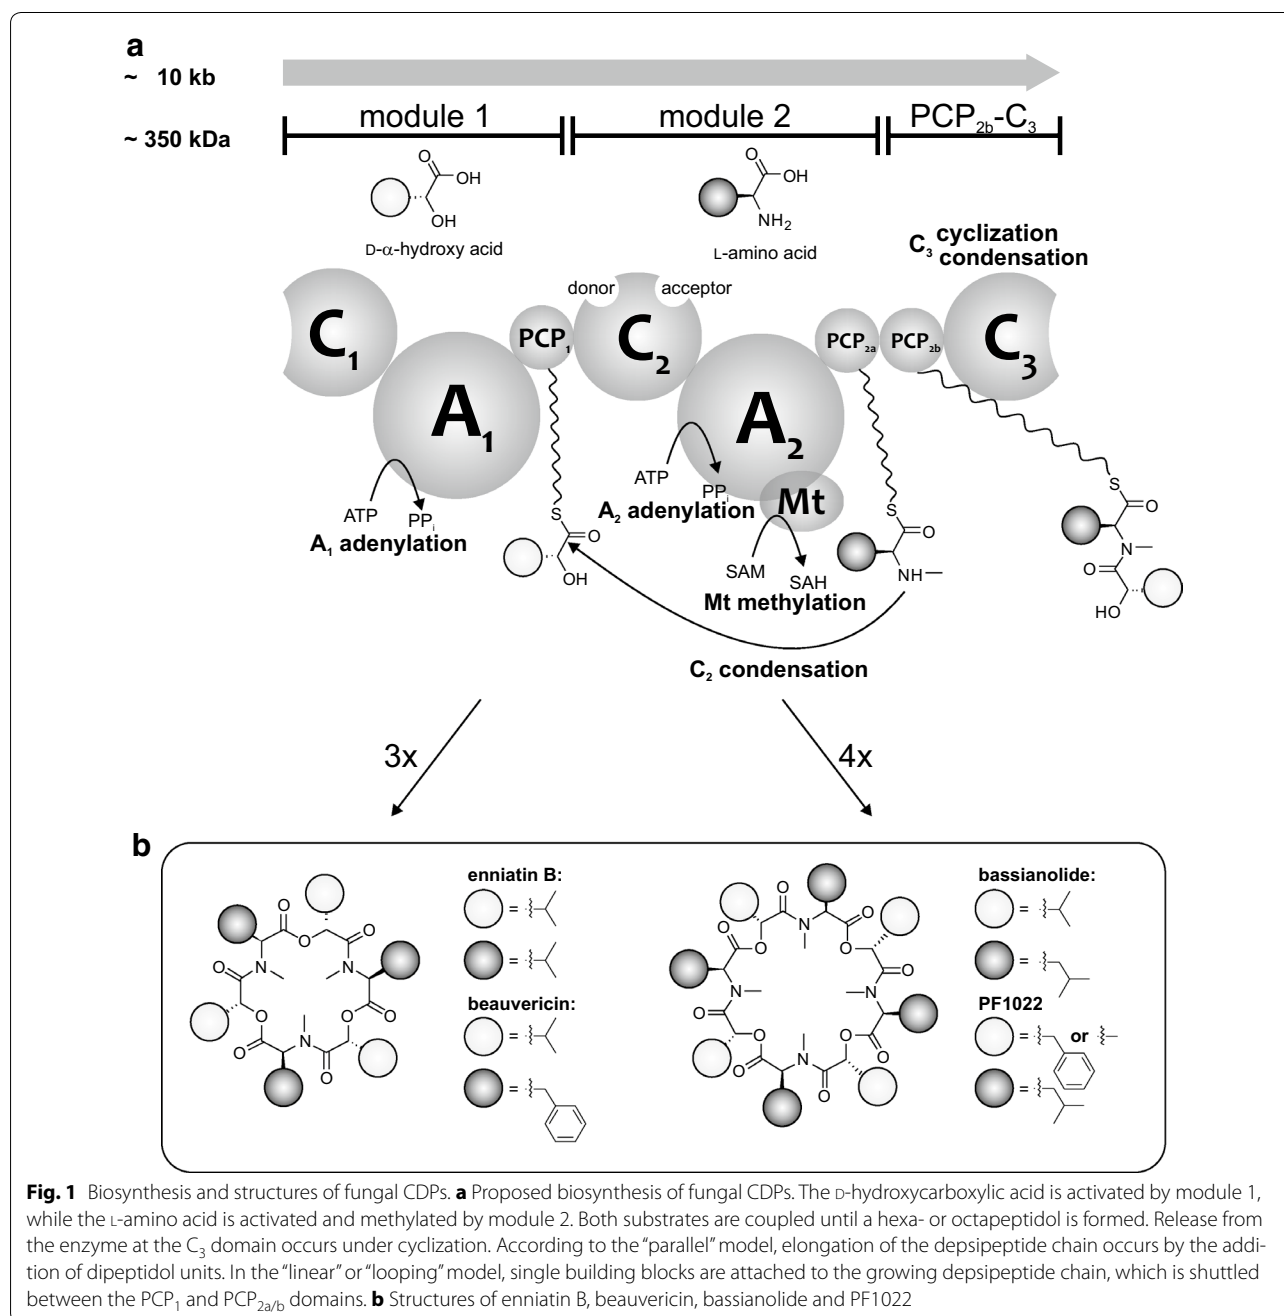 a
~ 10 kb
module 1
module 2
PCP2b-C3
~ 350 kDa
O
OH
OH
D-α-hydroxy acid
O
OH
NH2
L-amino acid
C3 cyclization
condensation
donor
acceptor
C1
PCP1
C2
PCP2a
PCP2b
C3
A1
A2
ATP
PPi
A1 adenylation
ATP
PPi
A2 adenylation
Mt
SAM
SAH
Mt methylation
S
O
OH
S
O
NH
S
O
N
O
HO
C2 condensation
3x
4x
b
O
O
O
N
N
O
O
O
O
O
N
O
enniatin B:
=
=
beauvericin:
=
=
O
N
O
O
O
O
N
N
O
O
O
O
O
O
N
O
bassianolide:
=
=
PF1022
= or
=
Fig. 1 Biosynthesis and structures of fungal CDPs. a Proposed biosynthesis of fungal CDPs. The D-hydroxycarboxylic acid is activated by module 1,
while the L-amino acid is activated and methylated by module 2. Both substrates are coupled until a hexa- or octapeptidol is formed. Release from
the enzyme at the C3 domain occurs under cyclization. According to the “parallel” model, elongation of the depsipeptide chain occurs by the addi-
tion of dipeptidol units. In the “linear” or “looping” model, single building blocks are attached to the growing depsipeptide chain, which is shuttled
between the PCP1 and PCP2a/b domains. b Structures of enniatin B, beauvericin, bassianolide and PF1022